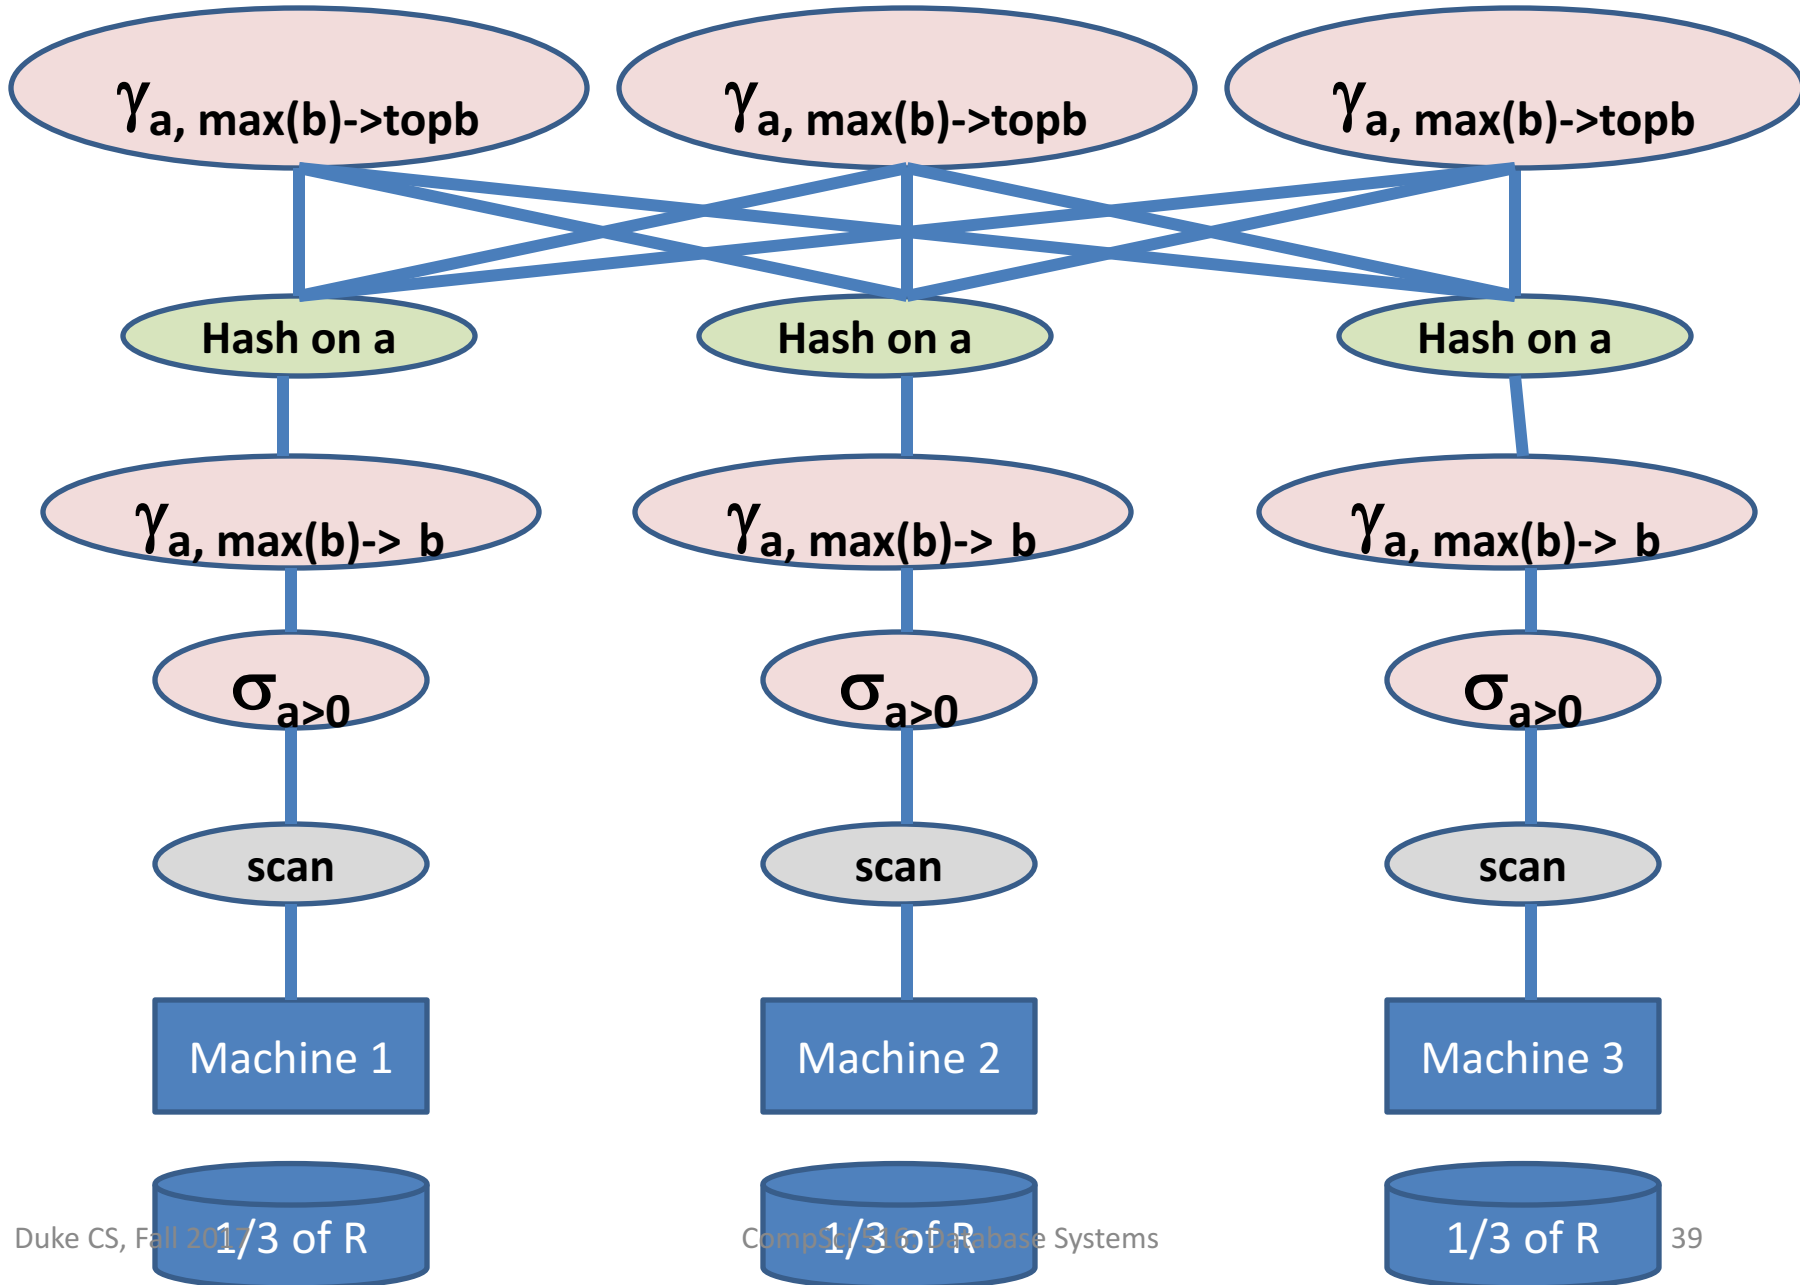 γa, max(b)->topb γa, max(b)->topb γa, max(b)->topb
Hash on a Hash on a Hash on a
γa, max(b)-> b γa, max(b)-> b γa, max(b)-> b
σa>0 σa>0 σa>0
scan scan scan
Machine 1 Machine 2 Machine 3
1/3 of R 1/3 of R 1/3 of R
Duke CS, Fall 2017 CompSci 516: Database Systems 39